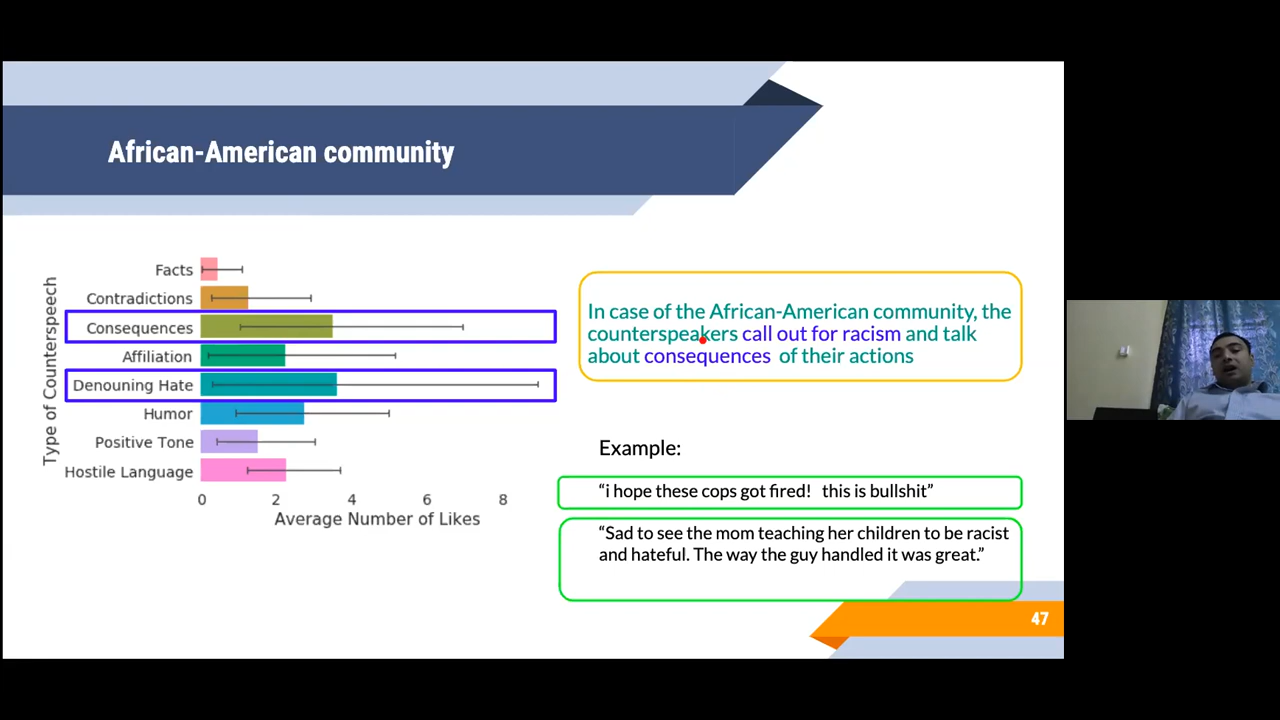 African-American community
Type of Counterspeech
Facts
Contradictions
Consequences
Affiliation
Denouning Hate
Humor
Positive Tone
Hostile Language
0 2 4 6 8
Average Number of Likes
In case of the African-American community, the
counterspeakers call out for racism and talk
about consequences of their actions
Example:
“i hope these cops got fired! this is bullshit”
“Sad to see the mom teaching her children to be racist
and hateful. The way the guy handled it was great.”
47